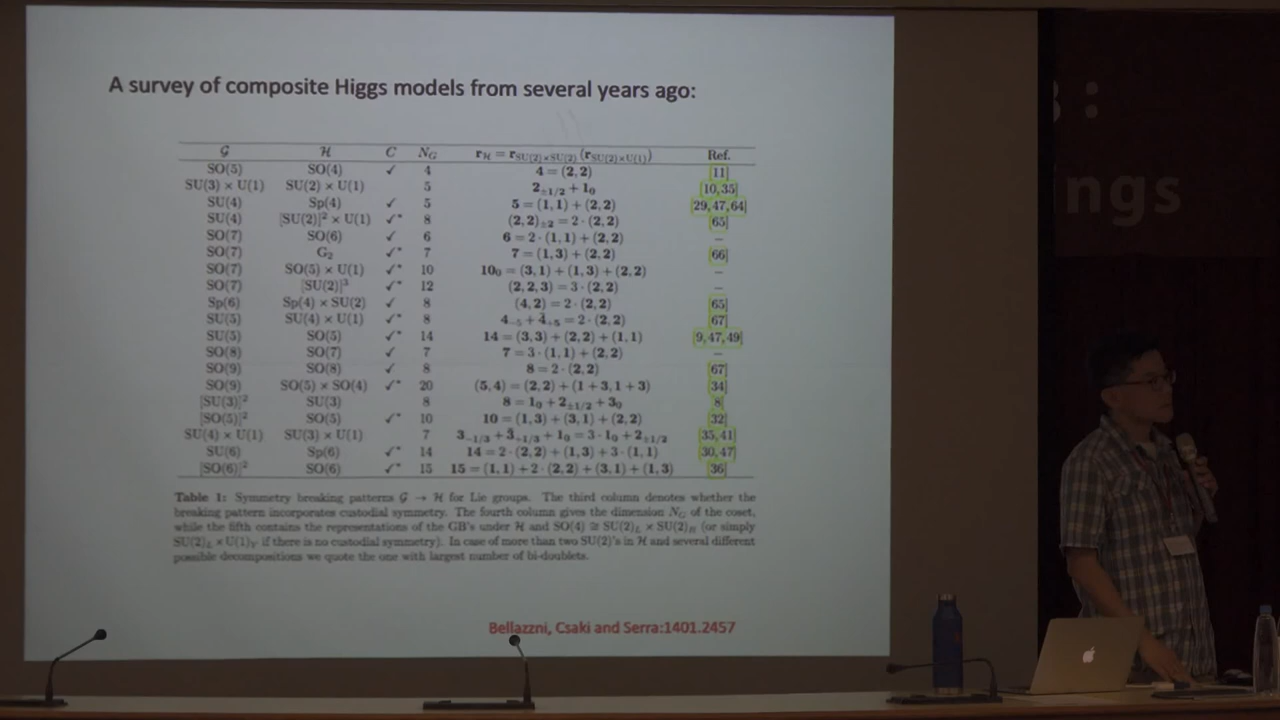 A survey of composite Higgs models from several years ago:
𝒢 ℋ C N_G r_ℋ = r_SU(2)×SU(2) (r_SU(2)×U(1)) Ref.
SO(5) SO(4) ✓ 4 4 = (2, 2) [11]
SU(3) × U(1) SU(2) × U(1) 5 2_±1/2 + 1_0 [10, 35]
SU(4) Sp(4) ✓ 5 5 = (1, 1) + (2, 2) [29, 47, 64]
SU(4) [SU(2)]² × U(1) ✓* 8 (2, 2)_±2 = 2 · (2, 2) [65]
SO(7) SO(6) ✓ 6 6 = 2 · (1, 1) + (2, 2) –
SO(7) G₂ ✓* 7 7 = (1, 3) + (2, 2) [66]
SO(7) SO(5) × U(1) ✓* 10 10_0 = (3, 1) + (1, 3) + (2, 2) –
SO(7) [SU(2)]³ ✓* 12 (2, 2, 3) = 3 · (2, 2) –
Sp(6) Sp(4) × SU(2) ✓ 8 (4, 2) = 2 · (2, 2) [65]
SU(5) SU(4) × U(1) ✓* 8 4_−5 + 4̄_+5 = 2 · (2, 2) [67]
SU(5) SO(5) ✓* 14 14 = (3, 3) + (2, 2) + (1, 1) [9, 47, 49]
SO(8) SO(7) ✓ 7 7 = 3 · (1, 1) + (2, 2) –
SO(9) SO(8) ✓ 8 8 = 2 · (2, 2) [67]
SO(9) SO(5) × SO(4) ✓* 20 (5, 4) = (2, 2) + (1 + 3, 1 + 3) [34]
[SU(3)]² SU(3) 8 8 = 1_0 + 2_±1/2 + 3_0 [8]
[SO(5)]² SO(5) ✓* 10 10 = (1, 3) + (3, 1) + (2, 2) [32]
SU(4) × U(1) SU(3) × U(1) 7 3_−1/3 + 3̄_+1/3 + 1_0 = 3 · 1_0 + 2_±1/2 [35, 41]
SU(6) Sp(6) ✓* 14 14 = 2 · (2, 2) + (1, 3) + 3 · (1, 1) [30, 47]
[SO(6)]² SO(6) ✓* 15 15 = (1, 1) + 2 · (2, 2) + (3, 1) + (1, 3) [36]
Table 1: Symmetry breaking patterns 𝒢 → ℋ for Lie groups. The third column denotes whether the
breaking pattern incorporates custodial symmetry. The fourth column gives the dimension N_G of the coset,
while the fifth contains the representations of the GB's under ℋ and SO(4) ≅ SU(2)_L × SU(2)_R (or simply
SU(2)_L × U(1)_Y if there is no custodial symmetry). In case of more than two SU(2)'s in ℋ and several different
possible decompositions we quote the one with largest number of bi-doublets.
Bellazzni, Csaki and Serra:1401.2457
ngs